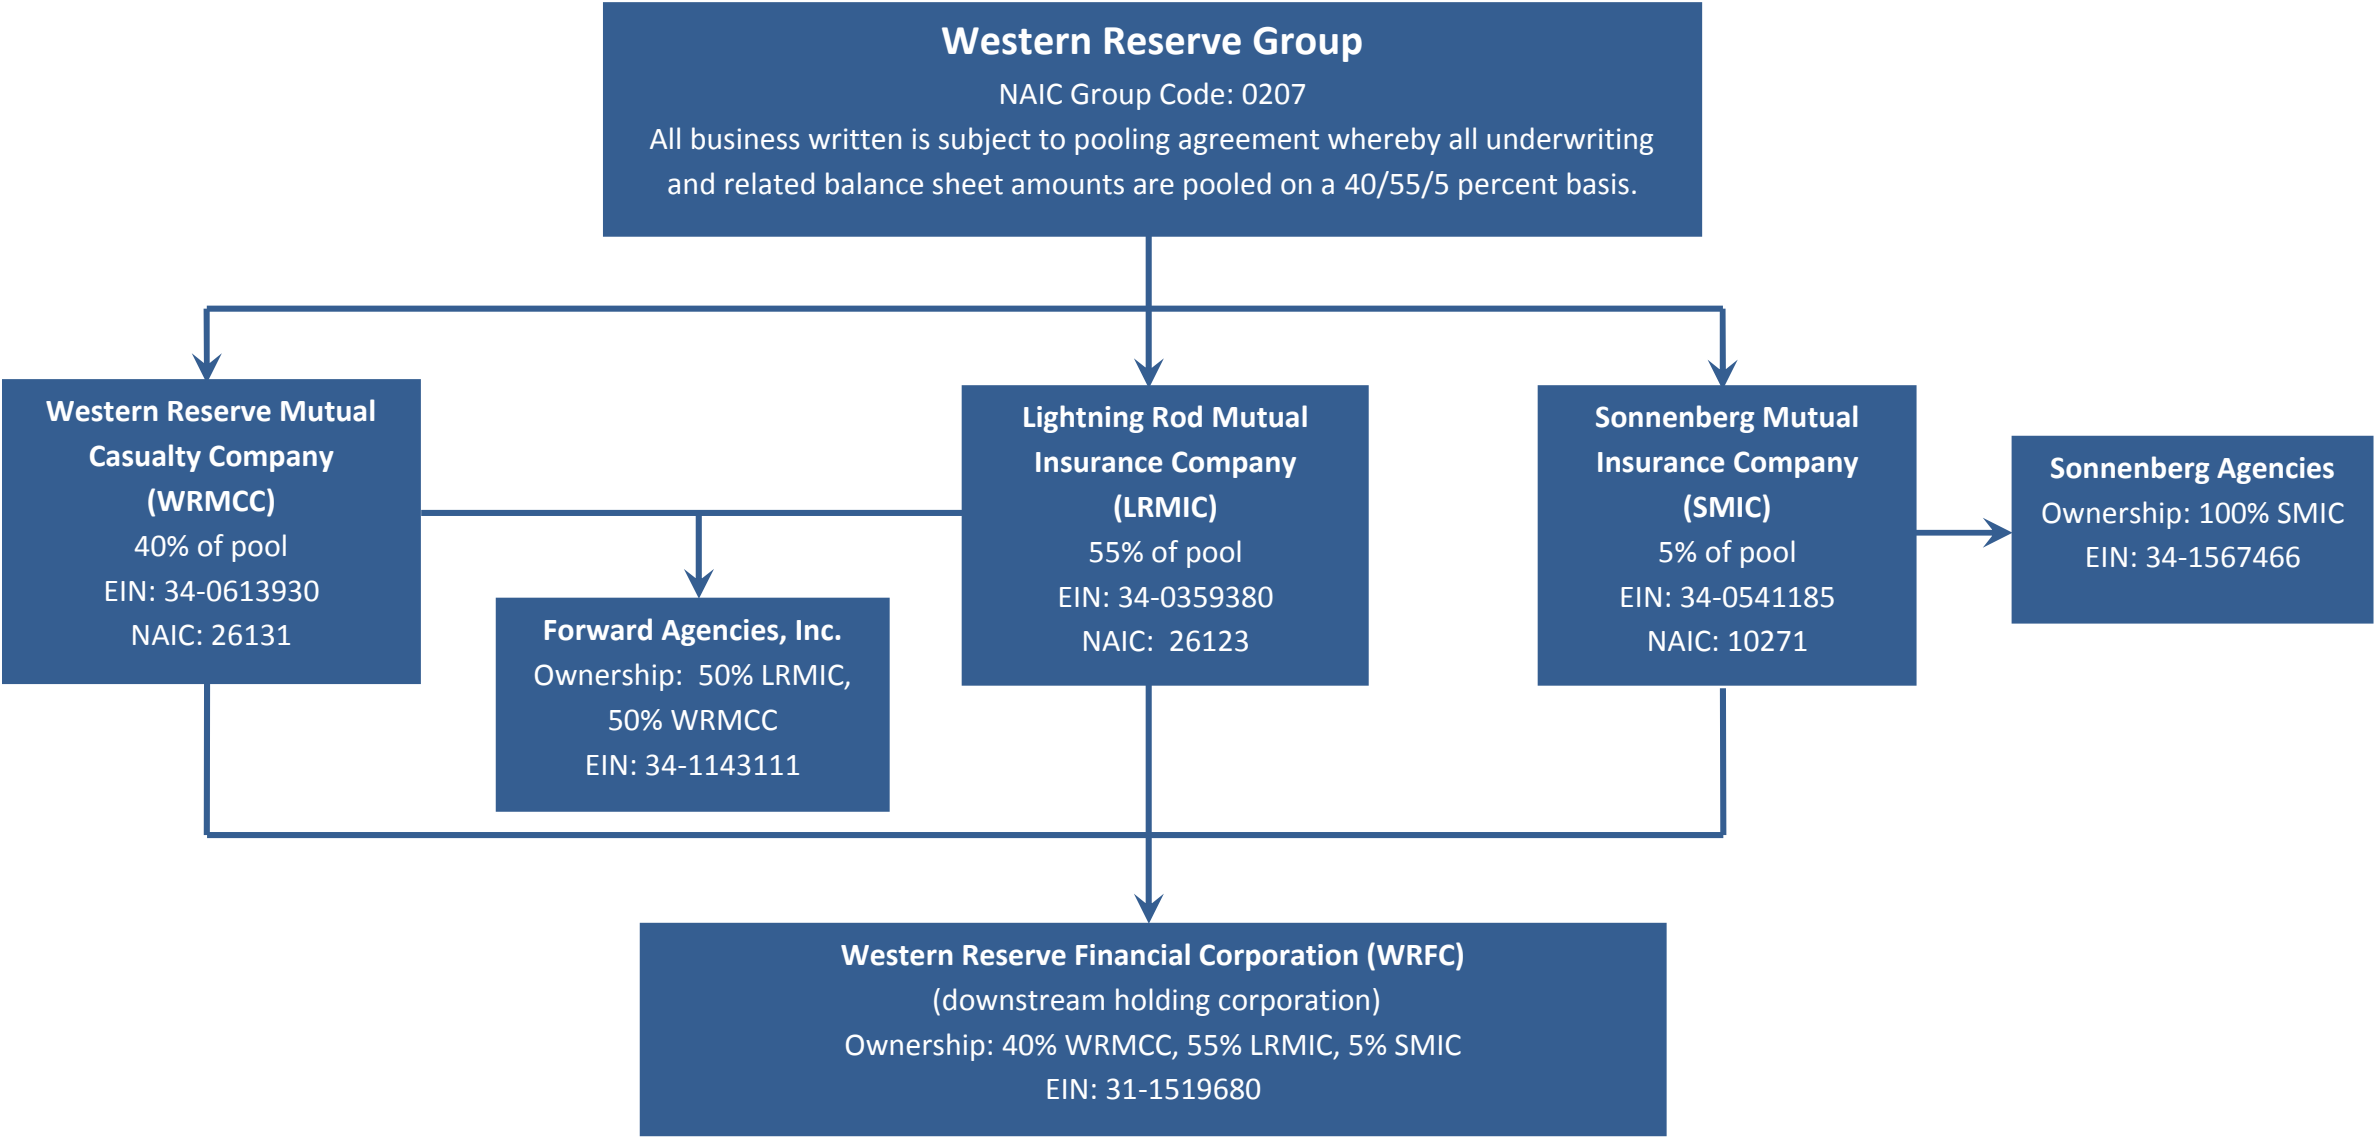 Western Reserve Group
NAIC Group Code: 0207
All business written is subject to pooling agreement whereby all underwriting
and related balance sheet amounts are pooled on a 40/55/5 percent basis.
Western Reserve Mutual
Casualty Company
(WRMCC)
40% of pool
EIN: 34-0613930
NAIC: 26131
Forward Agencies, Inc.
Ownership:  50% LRMIC,
50% WRMCC
EIN: 34-1143111
Lightning Rod Mutual
Insurance Company
(LRMIC)
55% of pool
EIN: 34-0359380
NAIC:  26123
Sonnenberg Mutual
Insurance Company
(SMIC)
5% of pool
EIN: 34-0541185
NAIC: 10271
Sonnenberg Agencies
Ownership: 100% SMIC
EIN: 34-1567466
Western Reserve Financial Corporation (WRFC)
(downstream holding corporation)
Ownership: 40% WRMCC, 55% LRMIC, 5% SMIC
EIN: 31-1519680